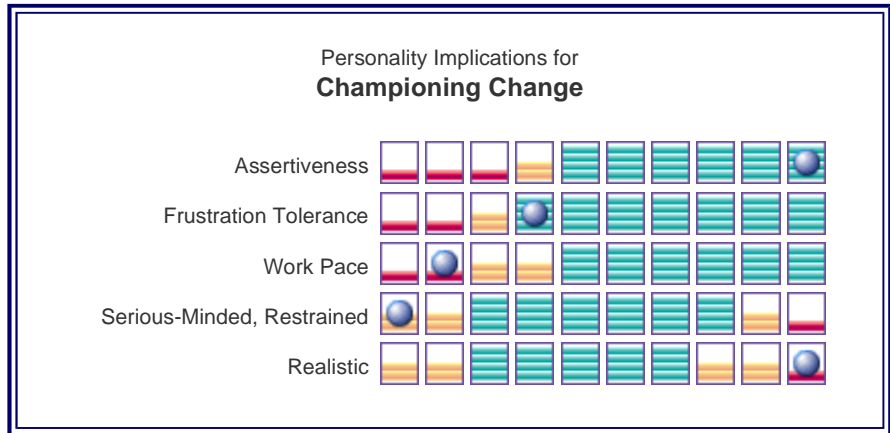 Personality Implications for
Championing Change
Assertiveness
Frustration Tolerance
Work Pace
Serious-Minded, Restrained
Realistic